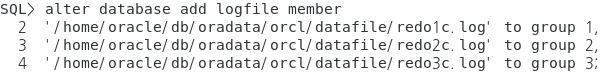 SQL> alter database add logfile member
2 '/home/oracle/db/oradata/orcl/datafile/redo1c.log' to group 1,
3 '/home/oracle/db/oradata/orcl/datafile/redo2c.log' to group 2,
4 '/home/oracle/db/oradata/orcl/datafile/redo3c.log' to group 3;